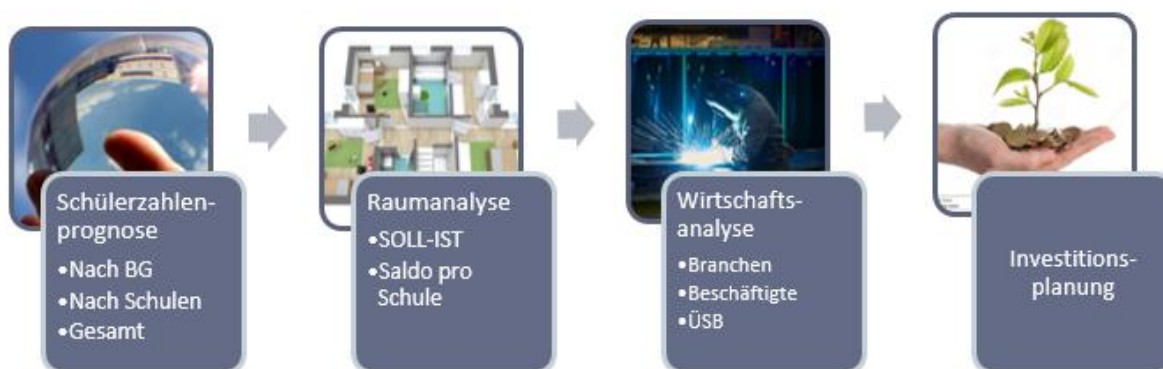 Schülerzahlen-
prognose
•Nach BG
•Nach Schulen
•Gesamt
Raumanalyse
•SOLL-IST
•Saldo pro
Schule
Wirtschafts-
analyse
•Branchen
•Beschäftigte
•ÜSB
Investitions-
planung